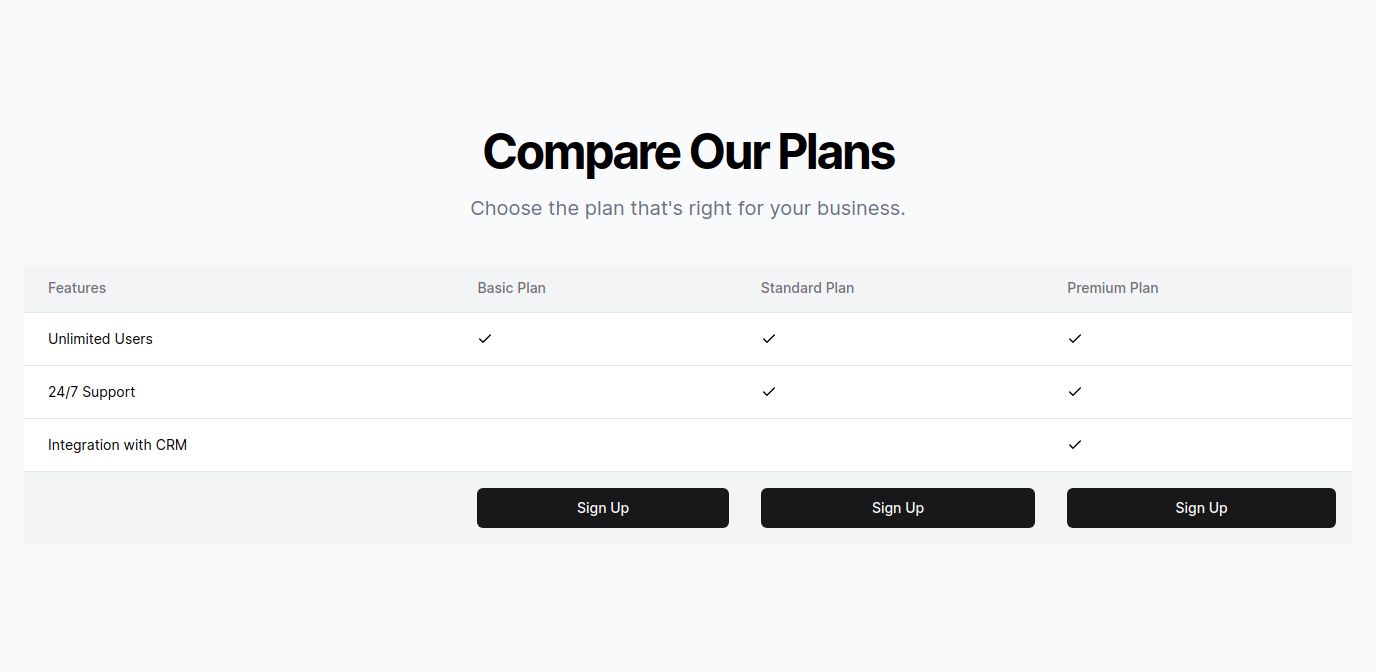 Compare Our Plans
Choose the plan that's right for your business.
Features Basic Plan Standard Plan Premium Plan
Unlimited Users ✓ ✓ ✓
24/7 Support ✓ ✓
Integration with CRM ✓
Sign Up Sign Up Sign Up